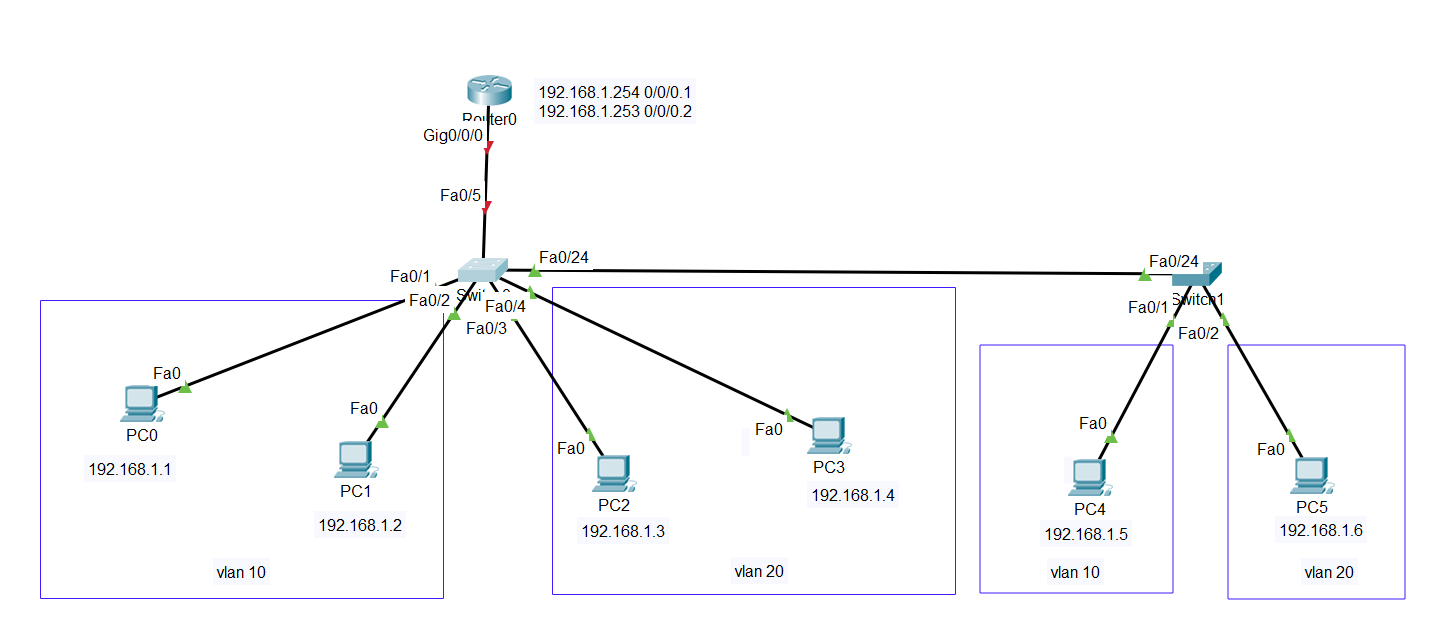 192.168.1.254 0/0/0.1
192.168.1.253 0/0/0.2
Router0
Gig0/0/0
Fa0/5
Fa0/24
Fa0/24
Fa0/1
Fa0/2
Fa0/4
Fa0/3
Switch1
Fa0/1
Fa0/2
Fa0
PC0
192.168.1.1
Fa0
PC1
192.168.1.2
vlan 10
Fa0
PC2
192.168.1.3
Fa0
PC3
192.168.1.4
vlan 20
Fa0
PC4
192.168.1.5
vlan 10
Fa0
PC5
192.168.1.6
vlan 20